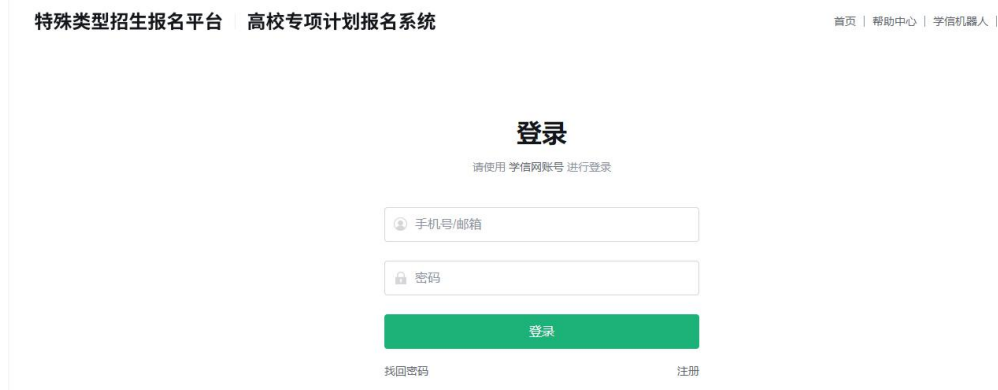 特殊类型招生报名平台 高校专项计划报名系统
首页 | 帮助中心 | 学信机器人 |
登录
请使用 学信网账号 进行登录
手机号/邮箱
密码
登录
找回密码 注册